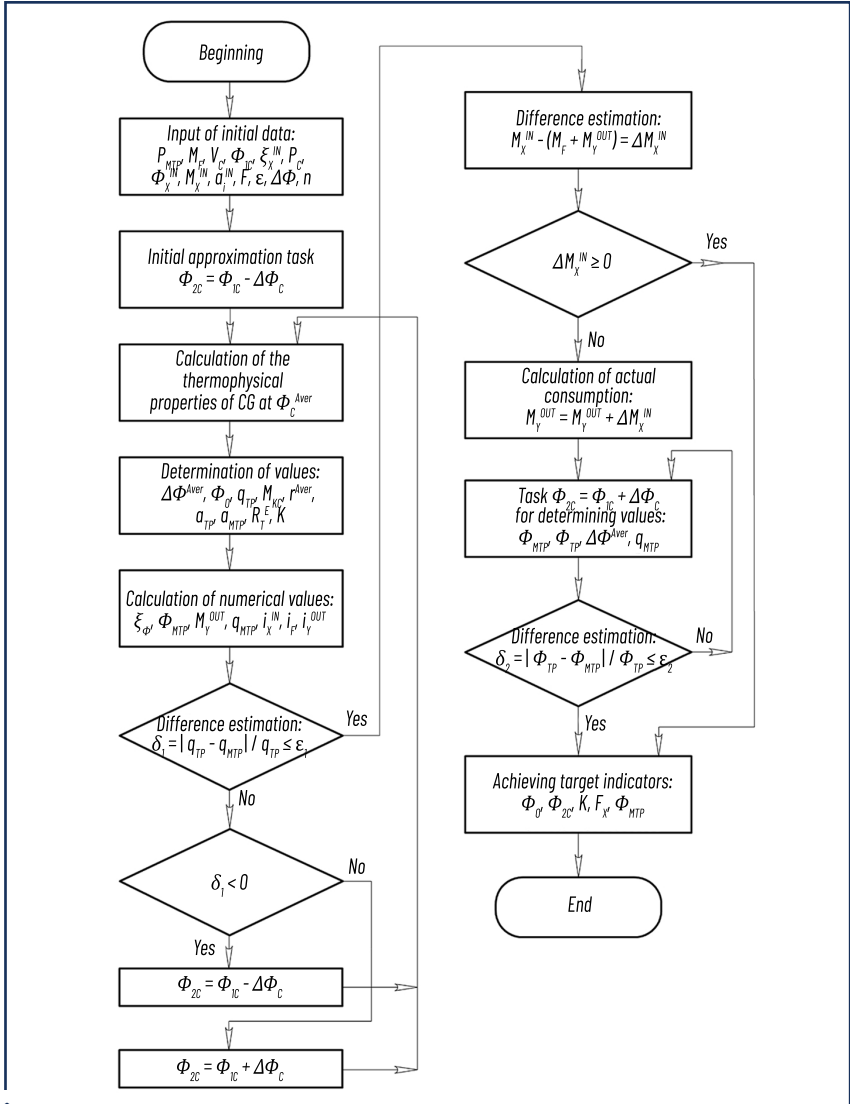 Beginning
Input of initial data:
P_MTP, M_F, V_C, Φ_1C, ξ_X^IN, P_C,
Φ_X^IN, M_X^IN, a_i^IN, F, ε, ΔΦ, n
Initial approximation task
Φ_2C = Φ_1C - ΔΦ_C
Calculation of the
thermophysical
properties of CG at Φ_C^Aver
Determination of values:
ΔΦ^Aver, Φ_0, q_TP, M_KC, r^Aver,
a_TP, a_MTP, R_T^E, K
Calculation of numerical values:
ξ_Φ, Φ_MTP, M_Y^OUT, q_MTP, i_X^IN, i_F, i_Y^OUT
Difference estimation:
δ_1 = | q_TP - q_MTP | / q_TP ≤ ε_1
Yes
No
δ_1 < 0
No
Yes
Φ_2C = Φ_1C - ΔΦ_C
Φ_2C = Φ_1C + ΔΦ_C
Difference estimation:
M_X^IN - (M_F + M_Y^OUT) = ΔM_X^IN
ΔM_X^IN ≥ 0
Yes
No
Calculation of actual
consumption:
M_Y^OUT = M_Y^OUT + ΔM_X^IN
Task Φ_2C = Φ_1C + ΔΦ_C
for determining values:
Φ_MTP, Φ_TP, ΔΦ^Aver, q_MTP
Difference estimation:
δ_2 = | Φ_TP - Φ_MTP | / Φ_TP ≤ ε_2
No
Yes
Achieving target indicators:
Φ_0, Φ_2C, K, F_X, Φ_MTP
End